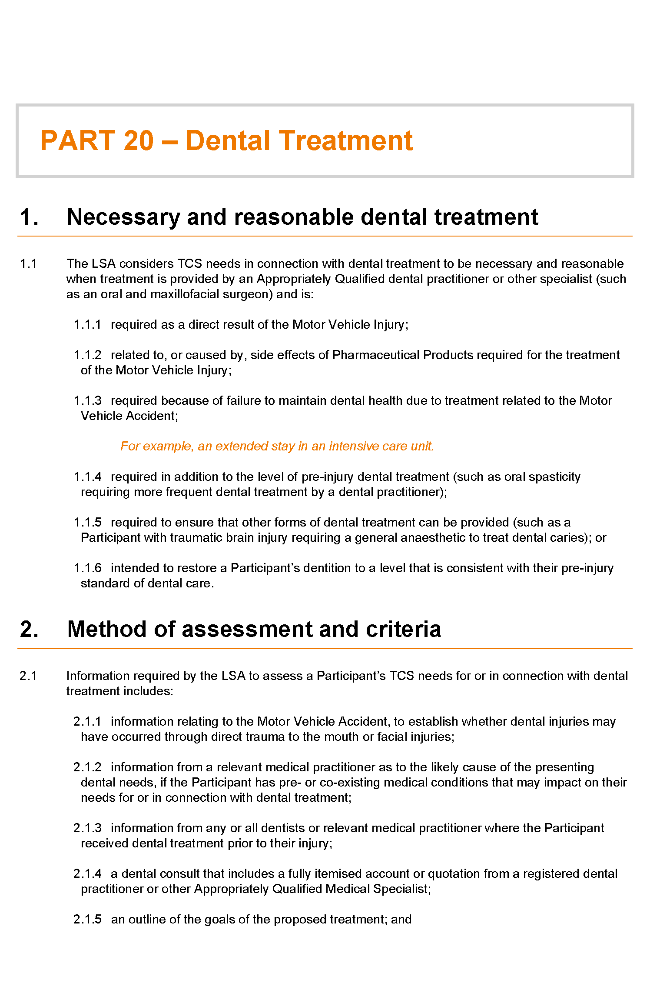 PART 20 – Dental Treatment
1. Necessary and reasonable dental treatment
1.1 The LSA considers TCS needs in connection with dental treatment to be necessary and reasonable
when treatment is provided by an Appropriately Qualified dental practitioner or other specialist (such
as an oral and maxillofacial surgeon) and is:
1.1.1 required as a direct result of the Motor Vehicle Injury;
1.1.2 related to, or caused by, side effects of Pharmaceutical Products required for the treatment
of the Motor Vehicle Injury;
1.1.3 required because of failure to maintain dental health due to treatment related to the Motor
Vehicle Accident;
For example, an extended stay in an intensive care unit.
1.1.4 required in addition to the level of pre-injury dental treatment (such as oral spasticity
requiring more frequent dental treatment by a dental practitioner);
1.1.5 required to ensure that other forms of dental treatment can be provided (such as a
Participant with traumatic brain injury requiring a general anaesthetic to treat dental caries); or
1.1.6 intended to restore a Participant’s dentition to a level that is consistent with their pre-injury
standard of dental care.
2. Method of assessment and criteria
2.1 Information required by the LSA to assess a Participant’s TCS needs for or in connection with dental
treatment includes:
2.1.1 information relating to the Motor Vehicle Accident, to establish whether dental injuries may
have occurred through direct trauma to the mouth or facial injuries;
2.1.2 information from a relevant medical practitioner as to the likely cause of the presenting
dental needs, if the Participant has pre- or co-existing medical conditions that may impact on their
needs for or in connection with dental treatment;
2.1.3 information from any or all dentists or relevant medical practitioner where the Participant
received dental treatment prior to their injury;
2.1.4 a dental consult that includes a fully itemised account or quotation from a registered dental
practitioner or other Appropriately Qualified Medical Specialist;
2.1.5 an outline of the goals of the proposed treatment; and